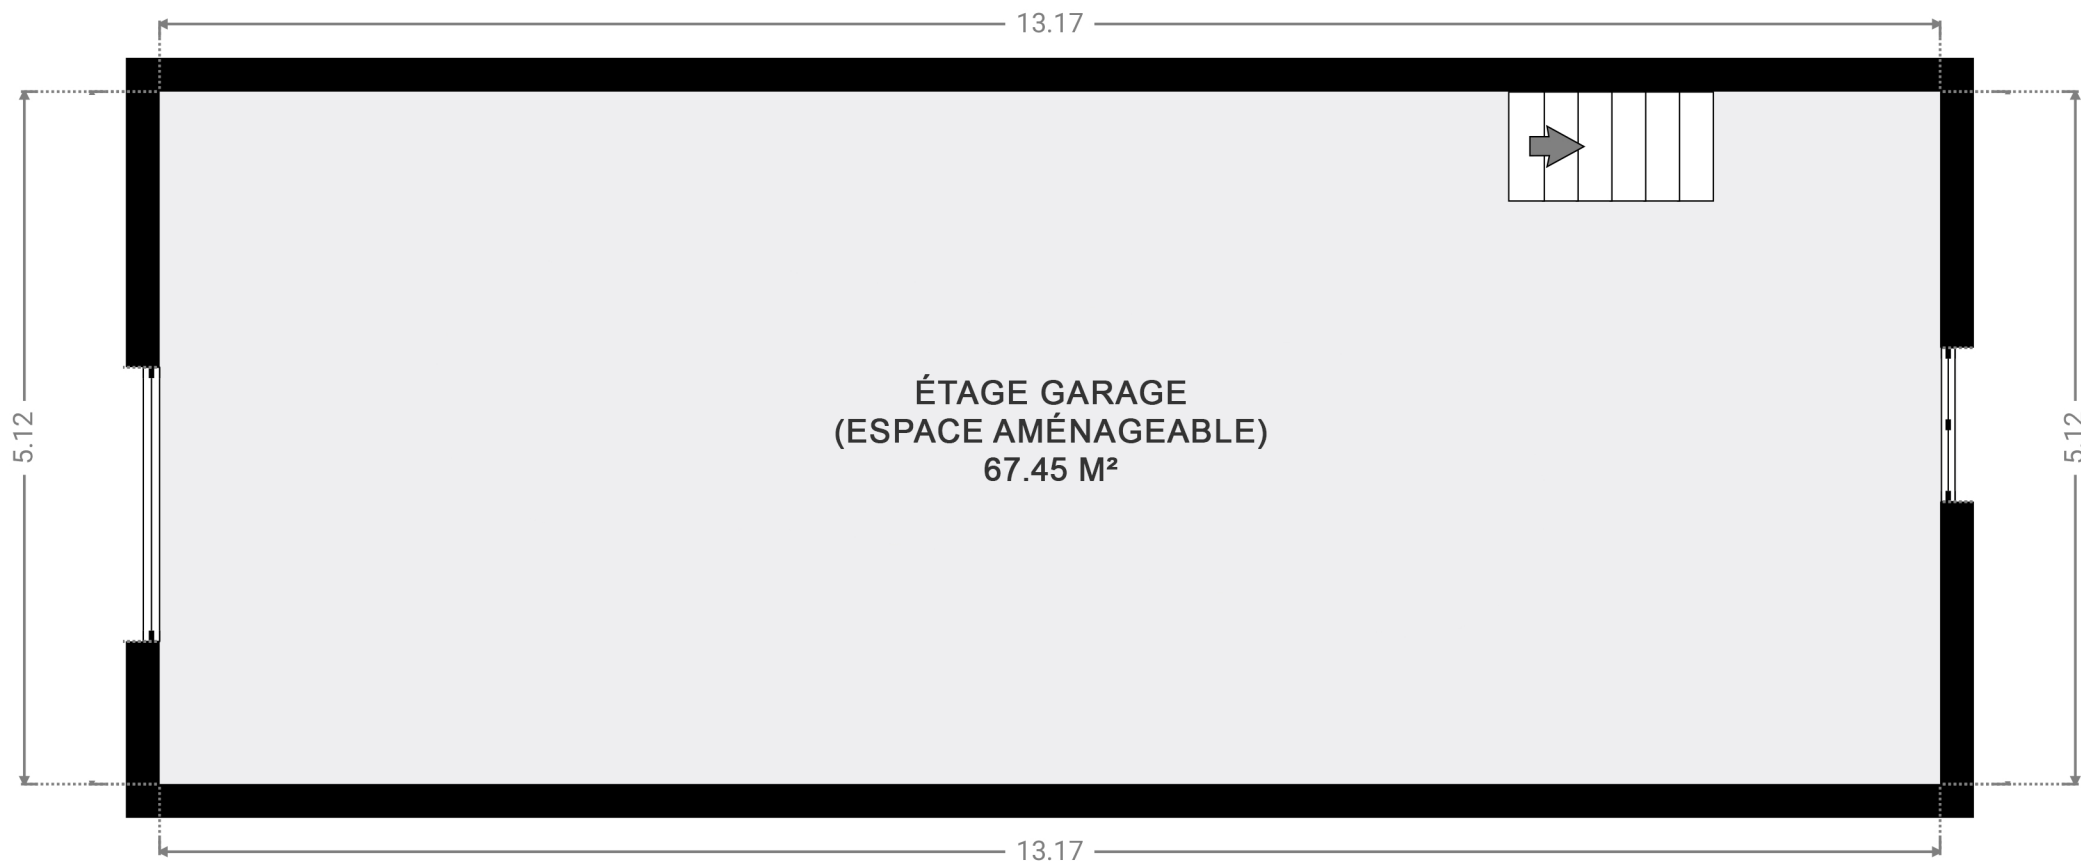 13.17
5.12
5.12
ÉTAGE GARAGE
(ESPACE AMÉNAGEABLE)
67.45 M²
13.17